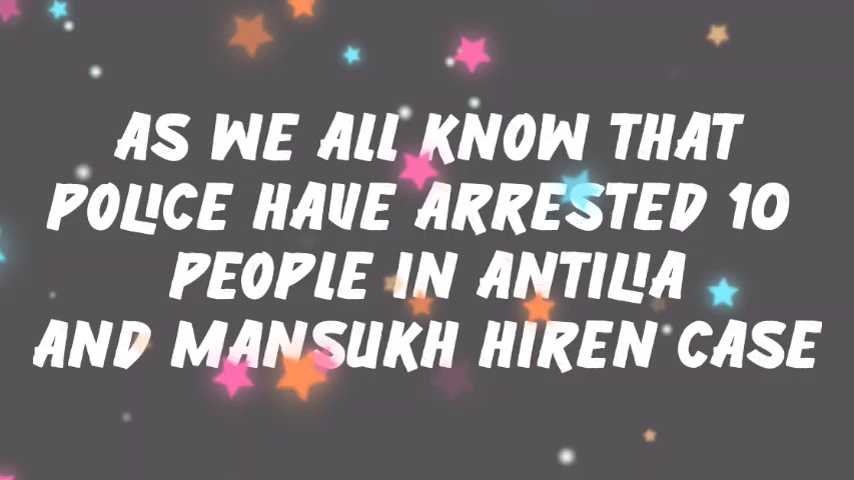 AS WE ALL KNOW THAT
POLICE HAVE ARRESTED 10
PEOPLE IN ANTILIA
AND MANSUKH HIREN CASE